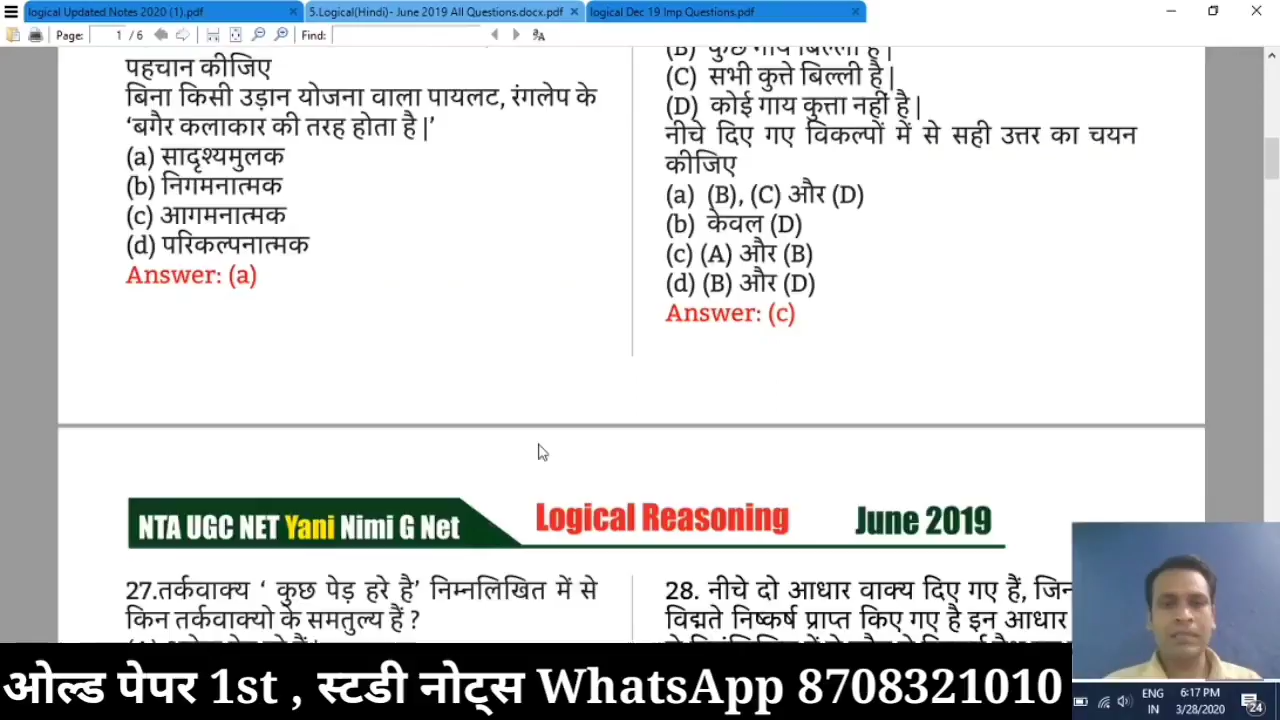 logical Updated Notes 2020 (1).pdf
5.Logical(Hindi)- June 2019 All Questions.docx.pdf
logical Dec 19 Imp Questions.pdf
Page: 1 / 6 Find:
पहचान कीजिए
बिना किसी उड़ान योजना वाला पायलट, रंगलेप के
‘बगैर कलाकार की तरह होता है|’
(a) सादृश्यमुलक
(b) निगमनात्मक
(c) आगमनात्मक
(d) परिकल्पनात्मक
Answer: (a)
(B) कुछ गाय बिल्ली है|
(C) सभी कुत्ते बिल्ली है|
(D) कोई गाय कुत्ता नहीं है|
नीचे दिए गए विकल्पों में से सही उत्तर का चयन
कीजिए
(a) (B), (C) और (D)
(b) केवल (D)
(c) (A) और (B)
(d) (B) और (D)
Answer: (c)
NTA UGC NET Yani Nimi G Net
Logical Reasoning
June 2019
27.तर्कवाक्य ‘ कुछ पेड़ हरे है’ निम्नलिखित में से
किन तर्कवाक्यो के समतुल्य हैं ?
28. नीचे दो आधार वाक्य दिए गए हैं,
विद्मते निष्कर्ष प्राप्त किए गए है इन आधार
ओल्ड पेपर 1st , स्टडी नोट्स WhatsApp 8708321010
ENG
IN
6:17 PM
3/28/2020
24